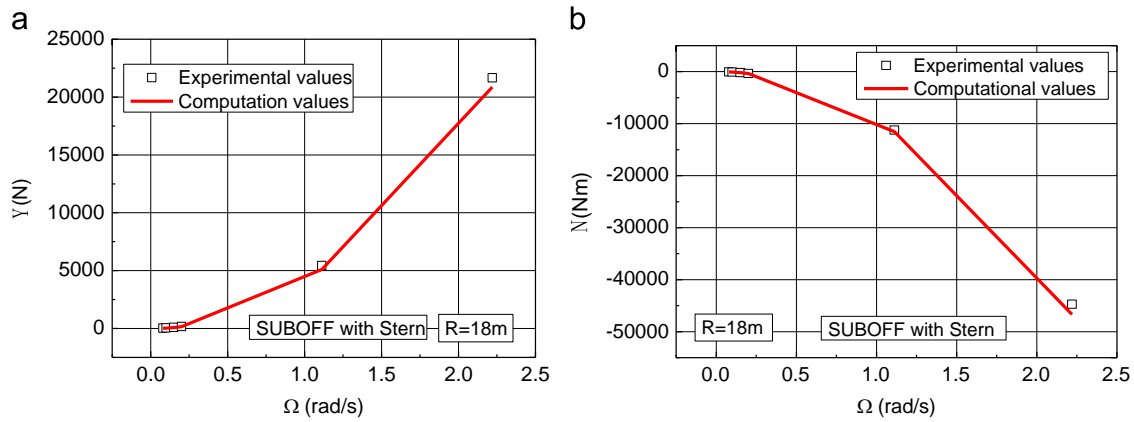 a
25000
20000
15000
10000
5000
0
Y(N)
Experimental values
Computation values
SUBOFF with Stern
R=18m
0.0 0.5 1.0 1.5 2.0 2.5
Ω (rad/s)
b
0
-10000
-20000
-30000
-40000
-50000
N(Nm)
Experimental values
Computational values
R=18m
SUBOFF with Stern
0.0 0.5 1.0 1.5 2.0 2.5
Ω (rad/s)